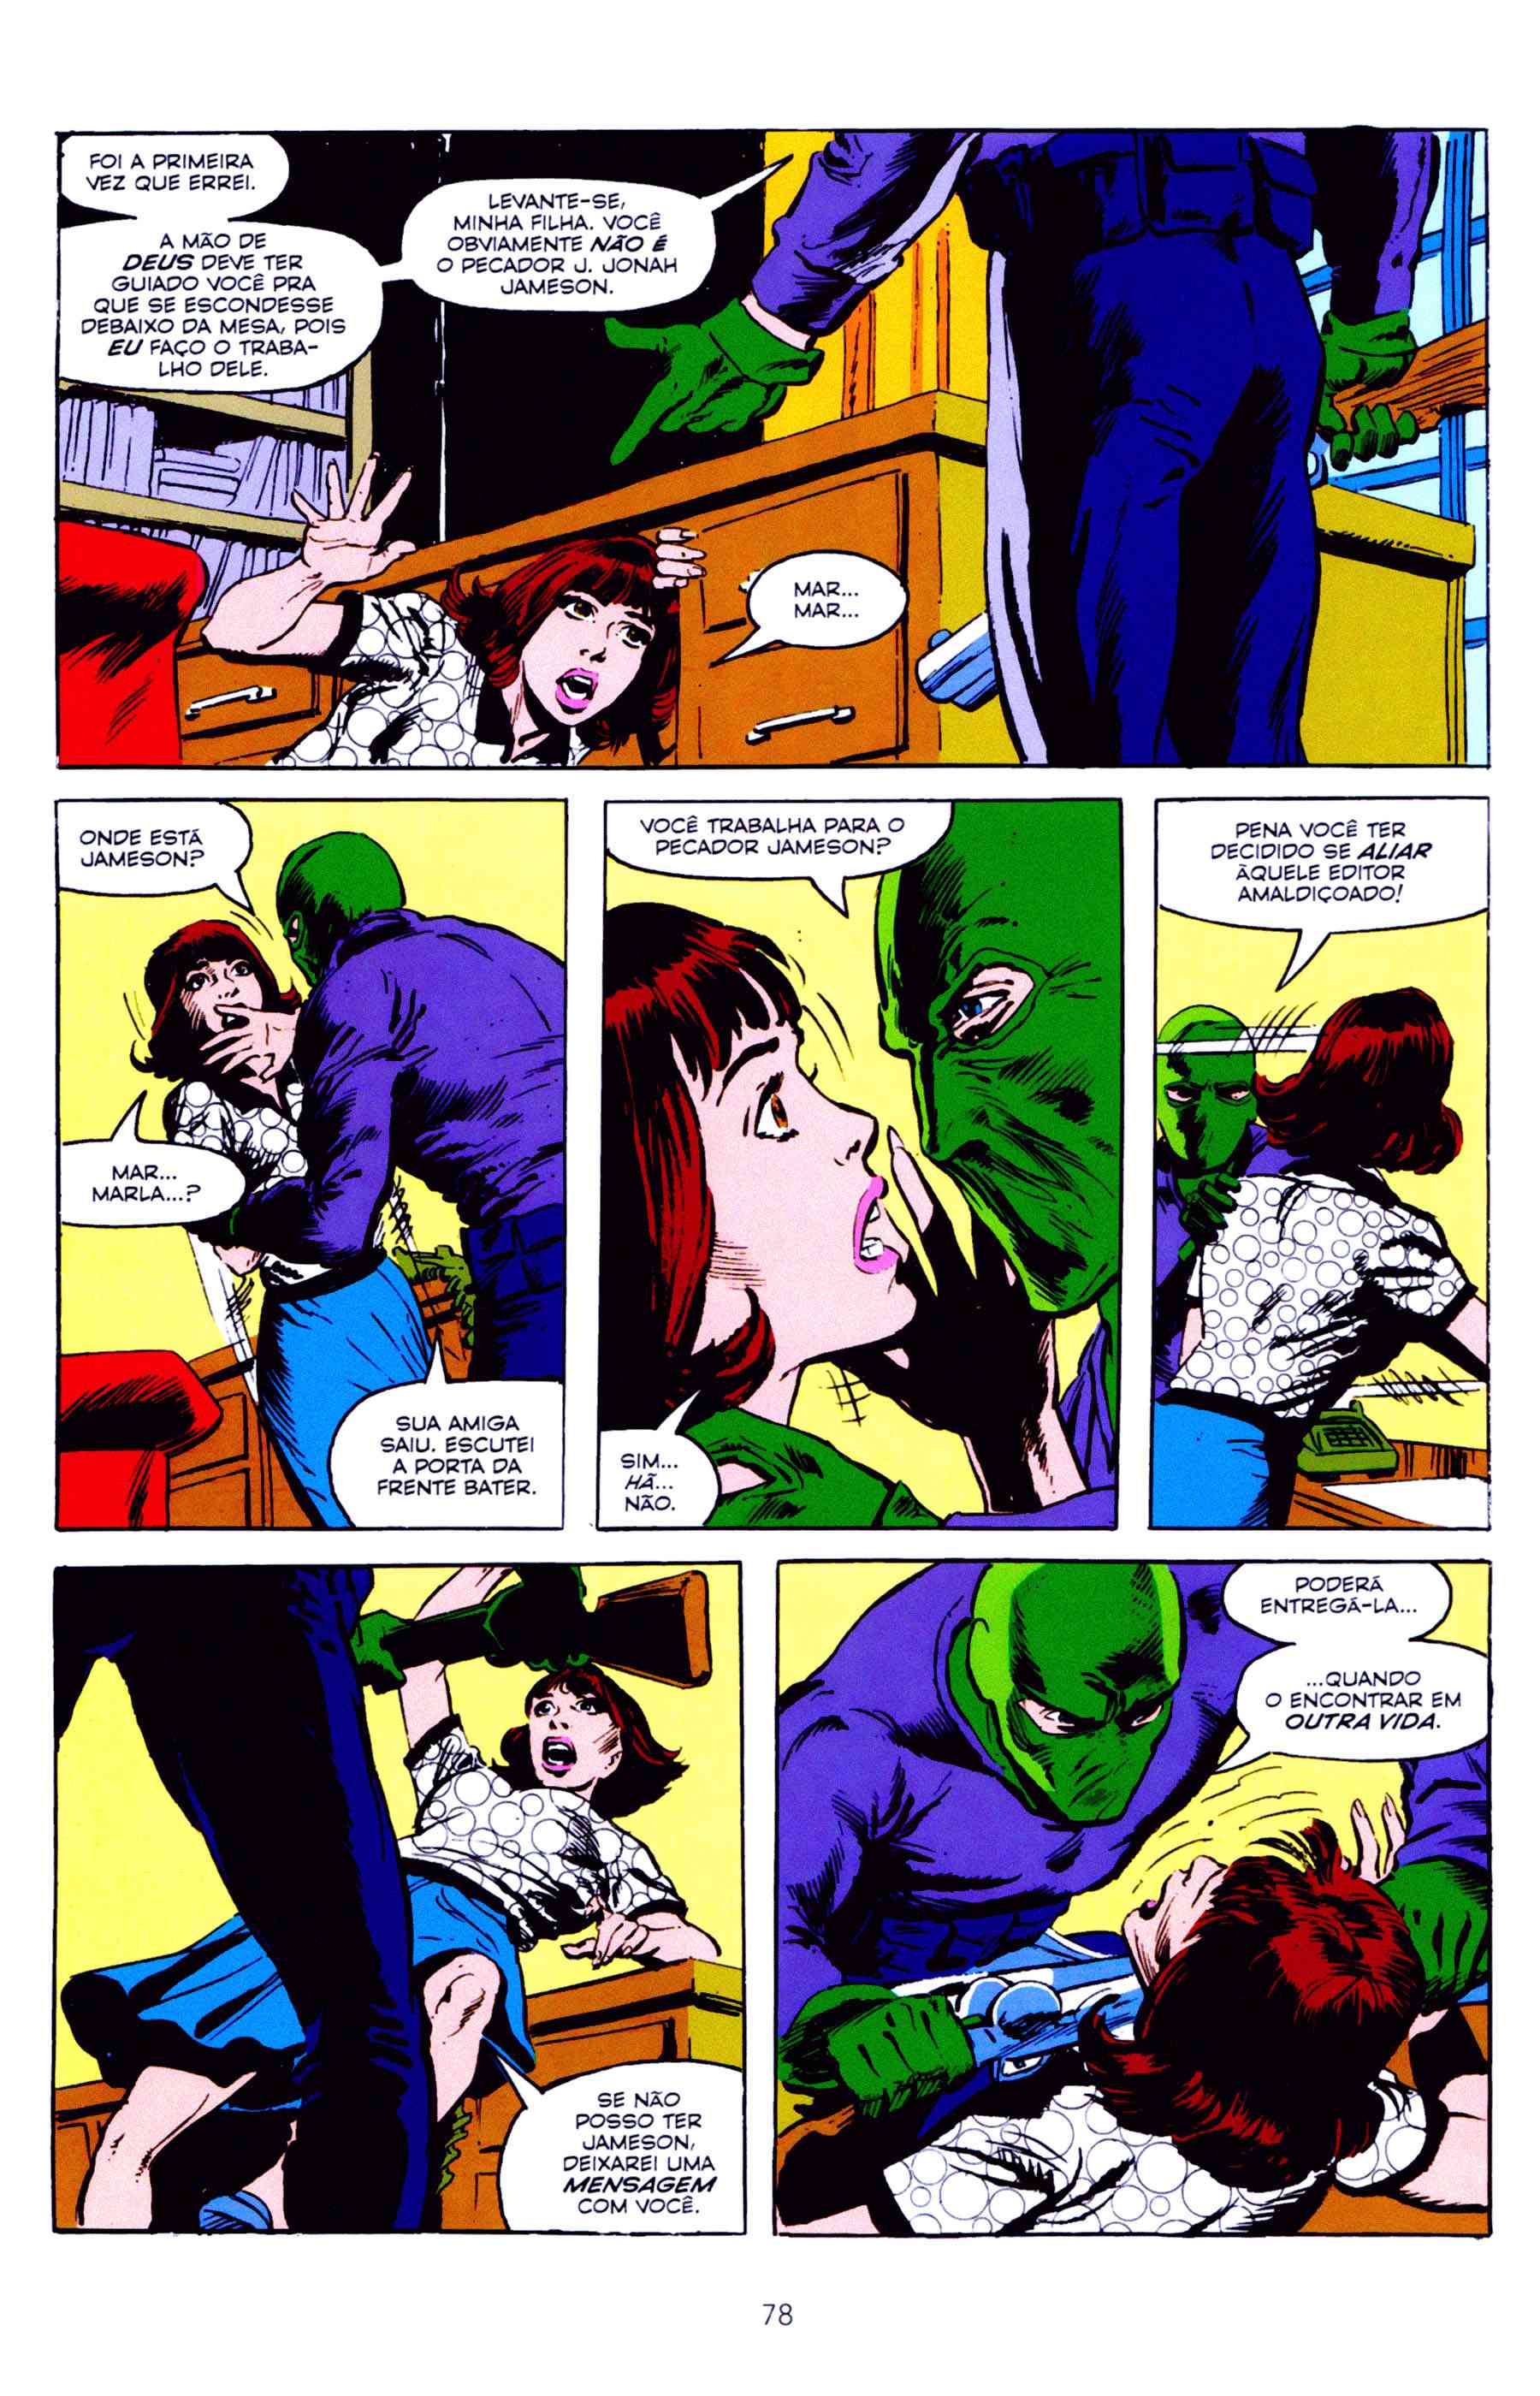 FOI A PRIMEIRA
VEZ QUE ERREI.
A MÃO DE
DEUS DEVE TER
GUIADO VOCÊ PRA
QUE SE ESCONDESSE
DEBAIXO DA MESA, POIS
EU FAÇO O TRABA-
LHO DELE.
LEVANTE-SE,
MINHA FILHA. VOCÊ
OBVIAMENTE NÃO É
O PECADOR J. JONAH
JAMESON.
MAR...
MAR...
ONDE ESTÁ
JAMESON?
MAR...
MARLA...?
SUA AMIGA
SAIU. ESCUTEI
A PORTA DA
FRENTE BATER.
VOCÊ TRABALHA PARA O
PECADOR JAMESON?
SIM...
HÃ...
NÃO.
PENA VOCÊ TER
DECIDIDO SE ALIAR
ÀQUELE EDITOR
AMALDIÇOADO!
SE NÃO
POSSO TER
JAMESON,
DEIXAREI UMA
MENSAGEM
COM VOCÊ.
PODERÁ
ENTREGÁ-LA...
...QUANDO
O ENCONTRAR EM
OUTRA VIDA.
78